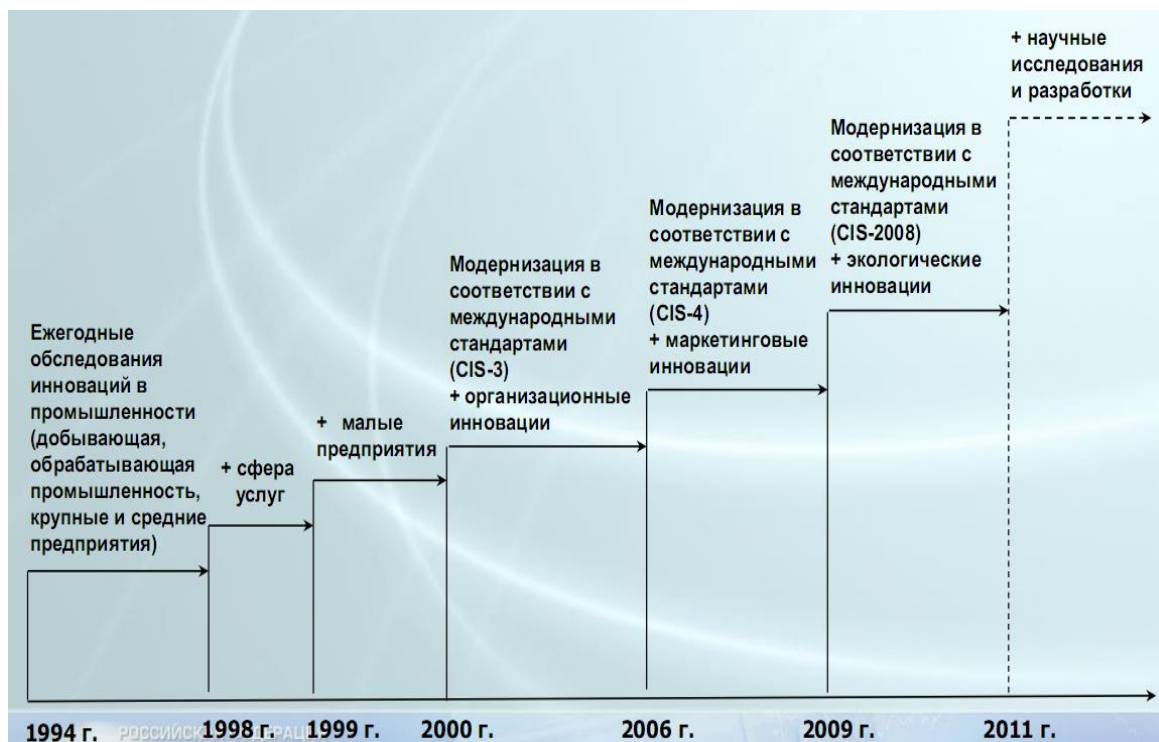 Ежегодные
обследования
инноваций в
промышленности
(добывающая,
обрабатывающая
промышленность,
крупные и средние
предприятия)
+ сфера
услуг
+ малые
предприятия
Модернизация в
соответствии с
международными
стандартами
(CIS-3)
+ организационные
инновации
Модернизация в
соответствии с
международными
стандартами
(CIS-4)
+ маркетинговые
инновации
Модернизация в
соответствии с
международными
стандартами
(CIS-2008)
+ экологические
инновации
+ научные
исследования
и разработки
1994 г.
1998 г.
1999 г.
2000 г.
2006 г.
2009 г.
2011 г.